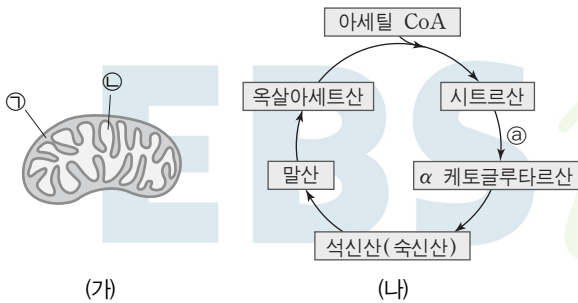 아세틸 CoA
㉠
㉡
옥살아세트산
시트르산
ⓐ
말산
α 케토글루타르산
석신산(숙신산)
(가)
(나)
EBS